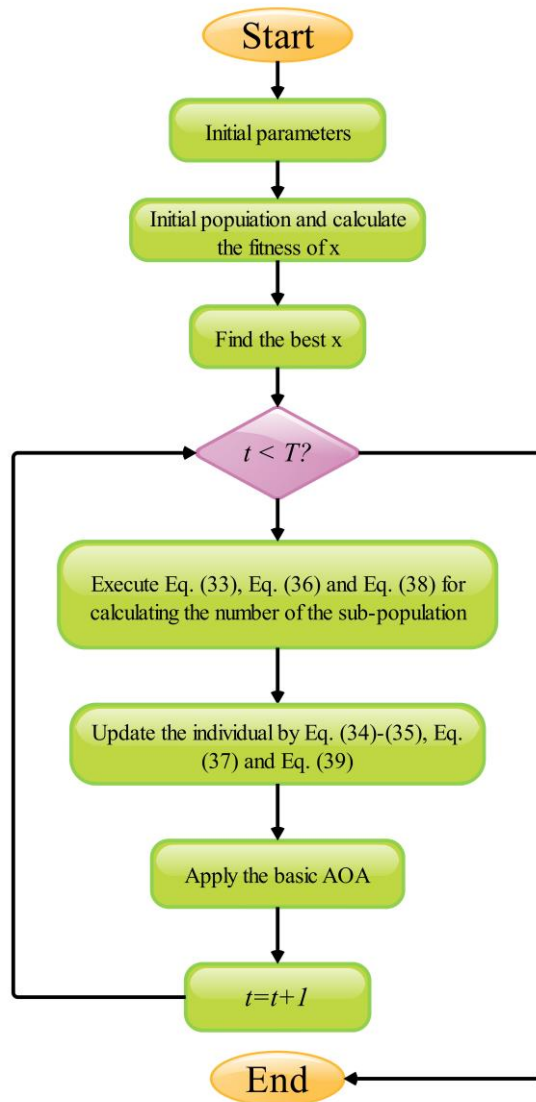 Start
Initial parameters
Initial popuiation and calculate
the fitness of x
Find the best x
t < T?
Execute Eq. (33), Eq. (36) and Eq. (38) for
calculating the number of the sub-population
Update the individual by Eq. (34)-(35), Eq.
(37) and Eq. (39)
Apply the basic AOA
t=t+1
End